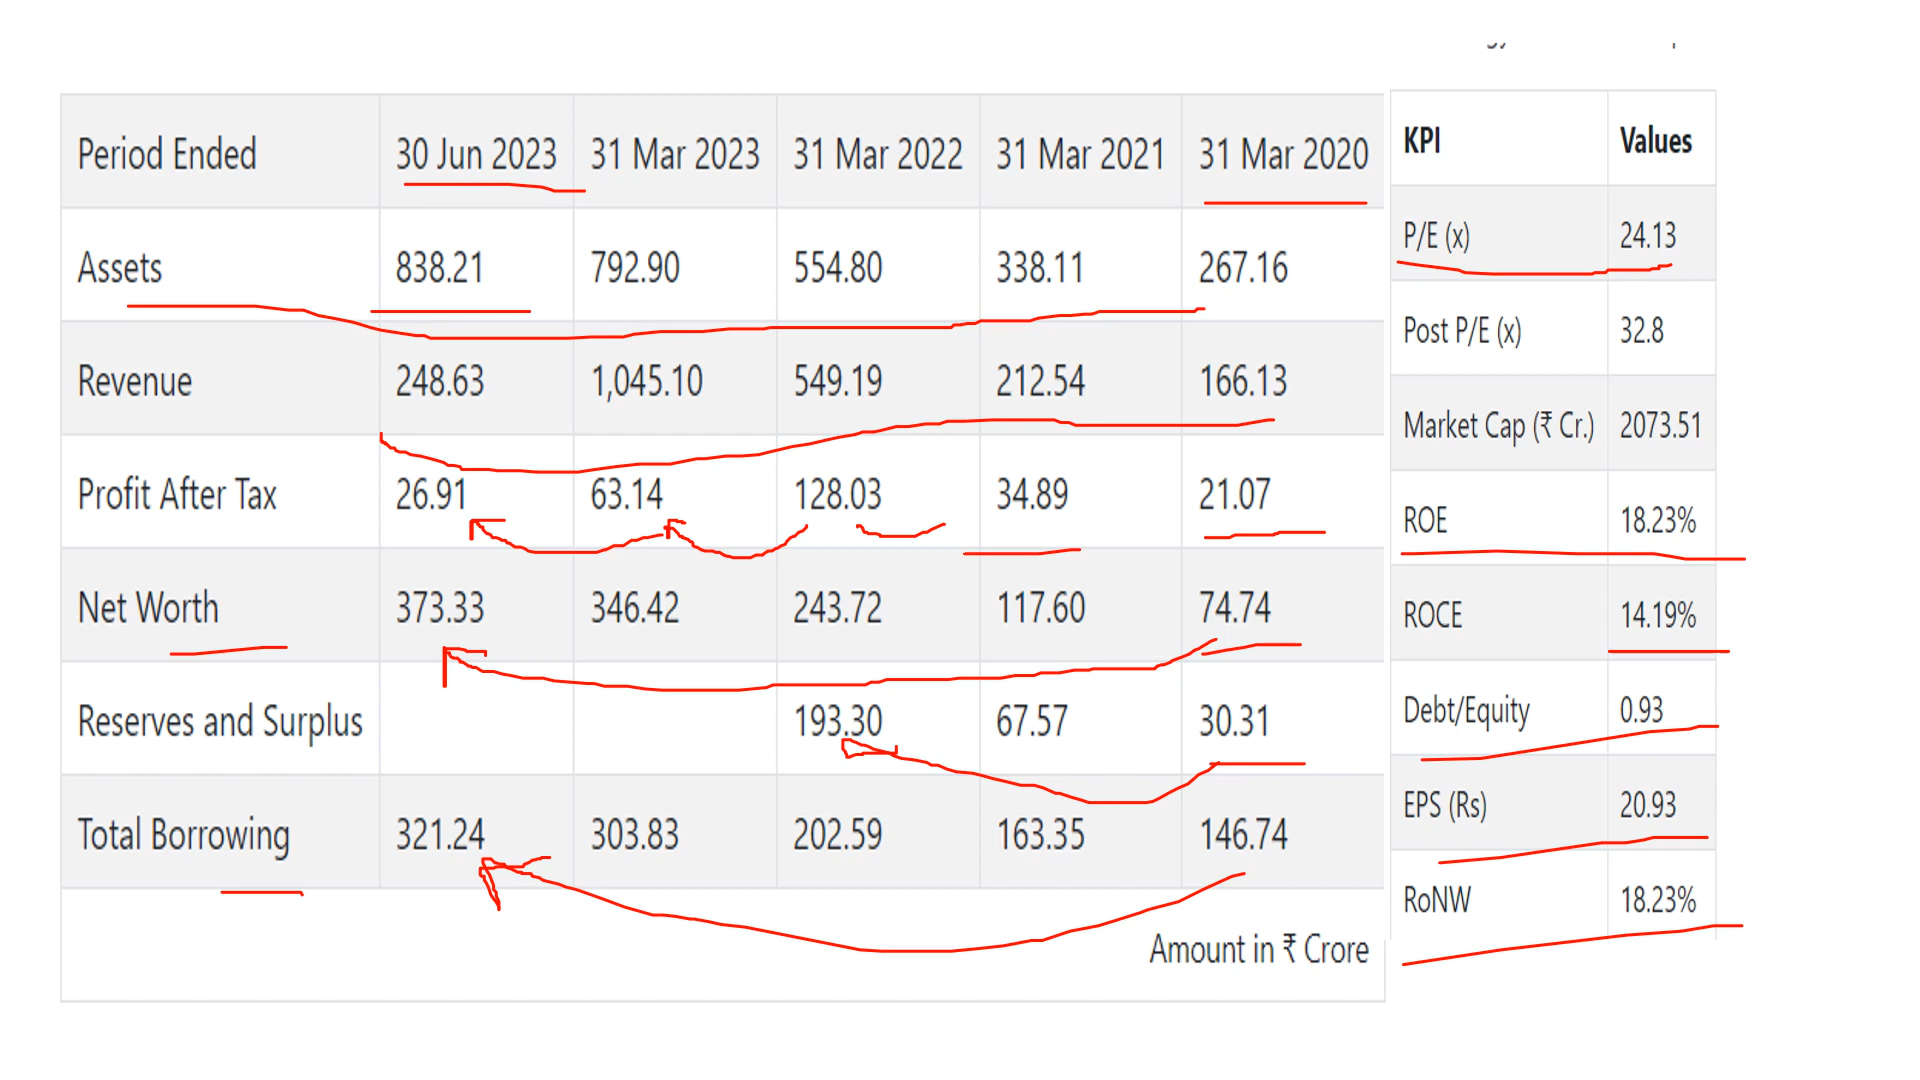 Period Ended 30 Jun 2023 31 Mar 2023 31 Mar 2022 31 Mar 2021 31 Mar 2020
Assets 838.21 792.90 554.80 338.11 267.16
Revenue 248.63 1,045.10 549.19 212.54 166.13
Profit After Tax 26.91 63.14 128.03 34.89 21.07
Net Worth 373.33 346.42 243.72 117.60 74.74
Reserves and Surplus 193.30 67.57 30.31
Total Borrowing 321.24 303.83 202.59 163.35 146.74
Amount in ₹ Crore
KPI Values
P/E (x) 24.13
Post P/E (x) 32.8
Market Cap (₹ Cr.) 2073.51
ROE 18.23%
ROCE 14.19%
Debt/Equity 0.93
EPS (Rs) 20.93
RoNW 18.23%